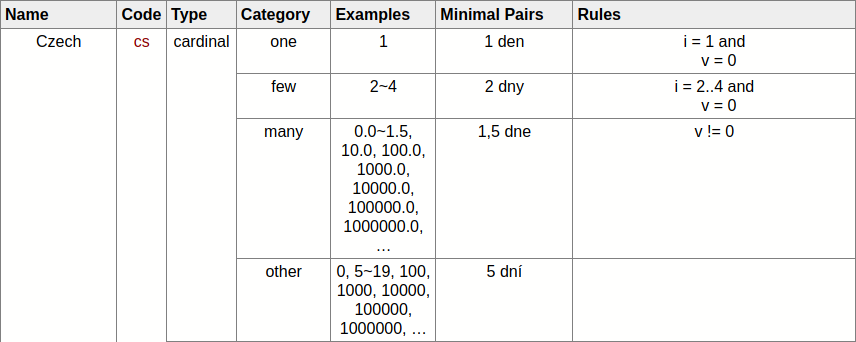 Name Code Type Category Examples Minimal Pairs Rules
Czech cs cardinal one 1 1 den i = 1 and
v = 0
few 2~4 2 dny i = 2..4 and
v = 0
many 0.0~1.5, 1,5 dne v != 0
10.0, 100.0,
1000.0,
10000.0,
100000.0,
1000000.0,
…
other 0, 5~19, 100, 5 dní
1000, 10000,
100000,
1000000, …